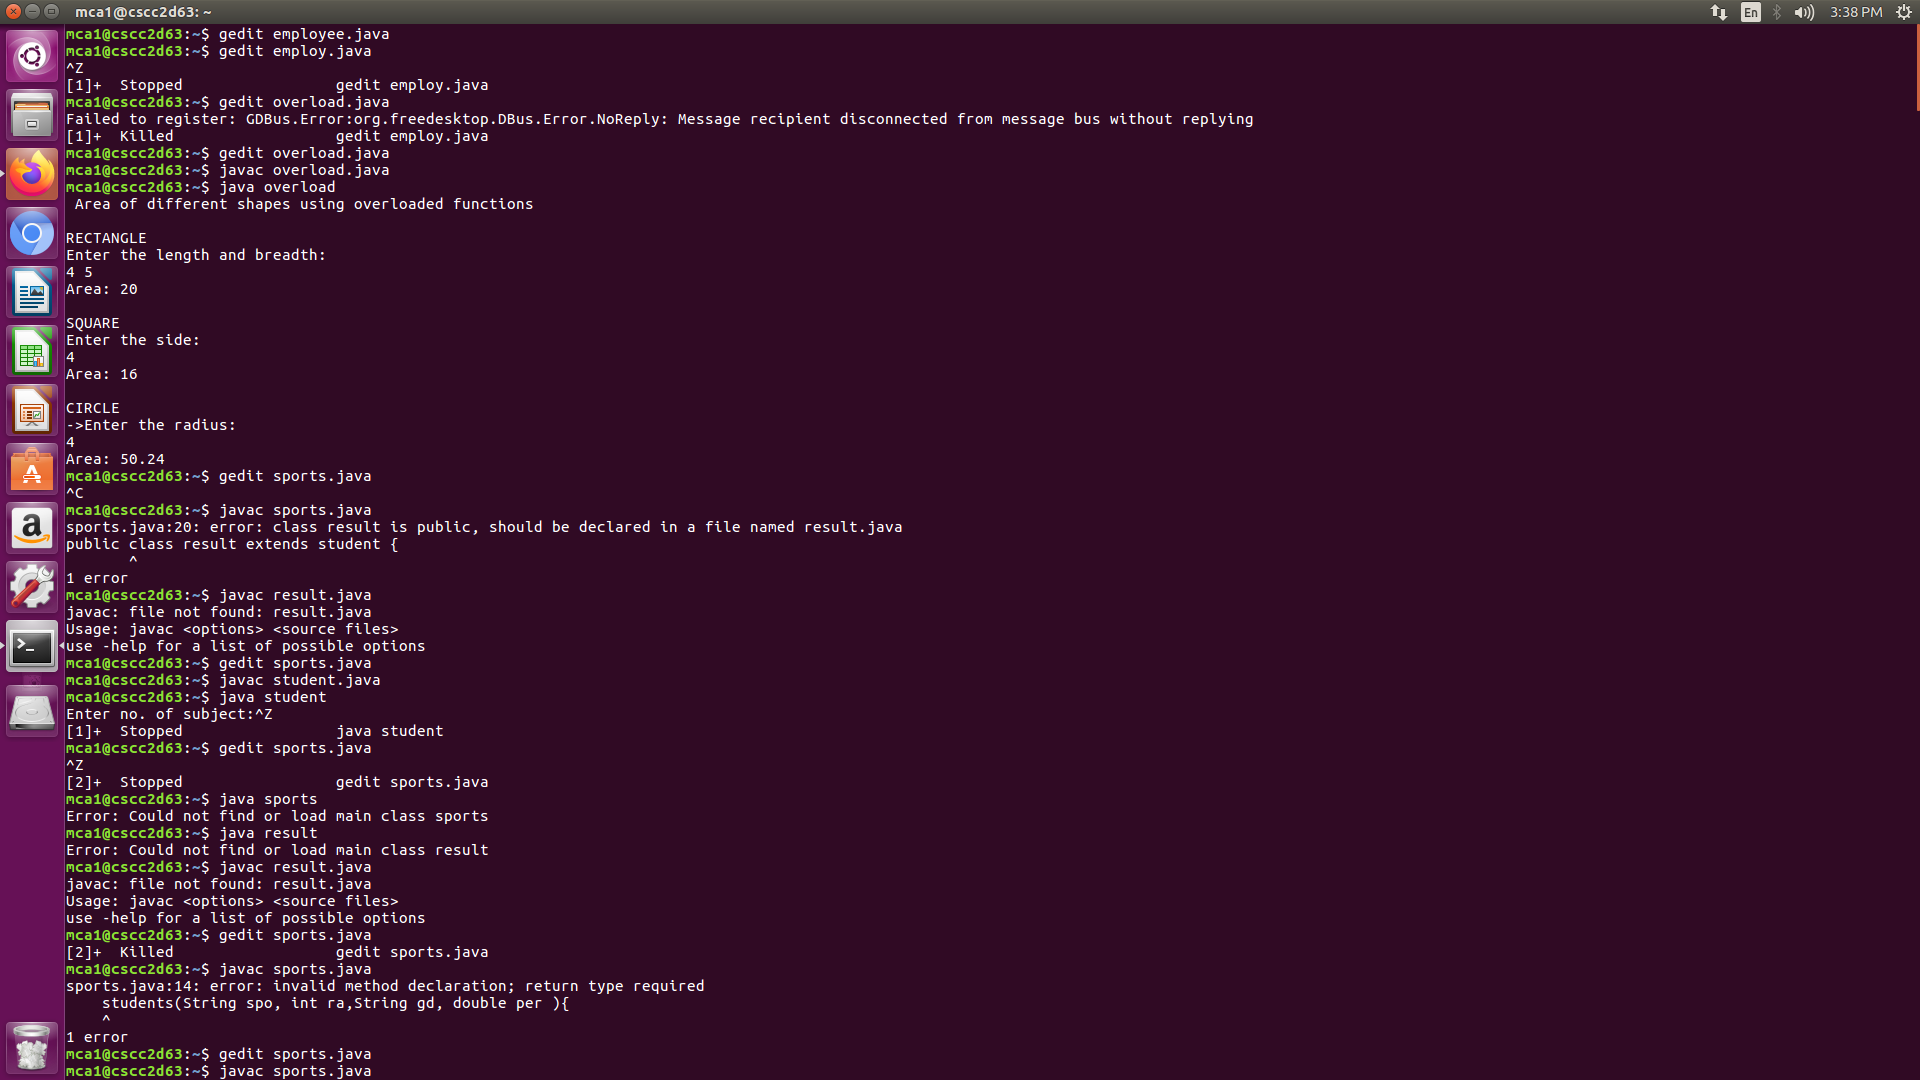 mca1@cscc2d63: ~
En
3:38 PM
mca1@cscc2d63:~$ gedit employee.java
mca1@cscc2d63:~$ gedit employ.java
^Z
[1]+  Stopped                 gedit employ.java
mca1@cscc2d63:~$ gedit overload.java
Failed to register: GDBus.Error:org.freedesktop.DBus.Error.NoReply: Message recipient disconnected from message bus without replying
[1]+  Killed                  gedit employ.java
mca1@cscc2d63:~$ gedit overload.java
mca1@cscc2d63:~$ javac overload.java
mca1@cscc2d63:~$ java overload
 Area of different shapes using overloaded functions
RECTANGLE
Enter the length and breadth:
4 5
Area: 20
SQUARE
Enter the side:
4
Area: 16
CIRCLE
->Enter the radius:
4
Area: 50.24
mca1@cscc2d63:~$ gedit sports.java
^C
mca1@cscc2d63:~$ javac sports.java
sports.java:20: error: class result is public, should be declared in a file named result.java
public class result extends student {
       ^
1 error
mca1@cscc2d63:~$ javac result.java
javac: file not found: result.java
Usage: javac <options> <source files>
use -help for a list of possible options
mca1@cscc2d63:~$ gedit sports.java
mca1@cscc2d63:~$ javac student.java
mca1@cscc2d63:~$ java student
Enter no. of subject:^Z
[1]+  Stopped                 java student
mca1@cscc2d63:~$ gedit sports.java
^Z
[2]+  Stopped                 gedit sports.java
mca1@cscc2d63:~$ java sports
Error: Could not find or load main class sports
mca1@cscc2d63:~$ java result
Error: Could not find or load main class result
mca1@cscc2d63:~$ javac result.java
javac: file not found: result.java
Usage: javac <options> <source files>
use -help for a list of possible options
mca1@cscc2d63:~$ gedit sports.java
[2]+  Killed                  gedit sports.java
mca1@cscc2d63:~$ javac sports.java
sports.java:14: error: invalid method declaration; return type required
    students(String spo, int ra,String gd, double per ){
    ^
1 error
mca1@cscc2d63:~$ gedit sports.java
mca1@cscc2d63:~$ javac sports.java